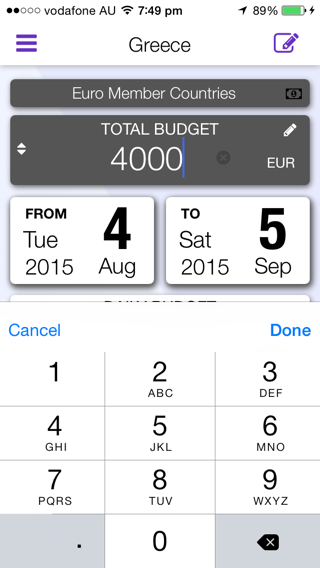 vodafone AU 7:49 pm 89%
Greece
Euro Member Countries
TOTAL BUDGET
4000 EUR
FROM TO
Tue 4 Sat 5
2015 Aug 2015 Sep
Cancel Done
1 2 3
ABC DEF
4 5 6
GHI JKL MNO
7 8 9
PQRS TUV WXYZ
. 0